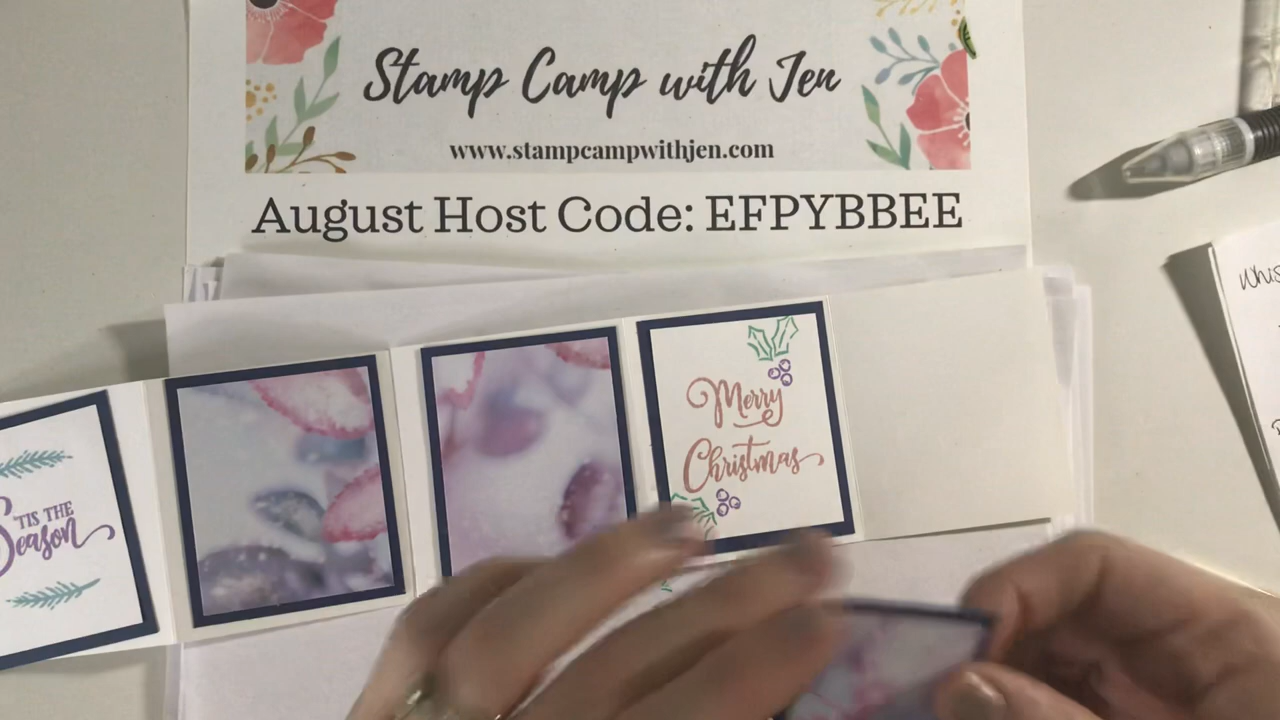 Stamp Camp with Jen
www.stampcampwithjen.com
August Host Code: EFPYBBEE
Merry
Christmas
'TIS THE
Season